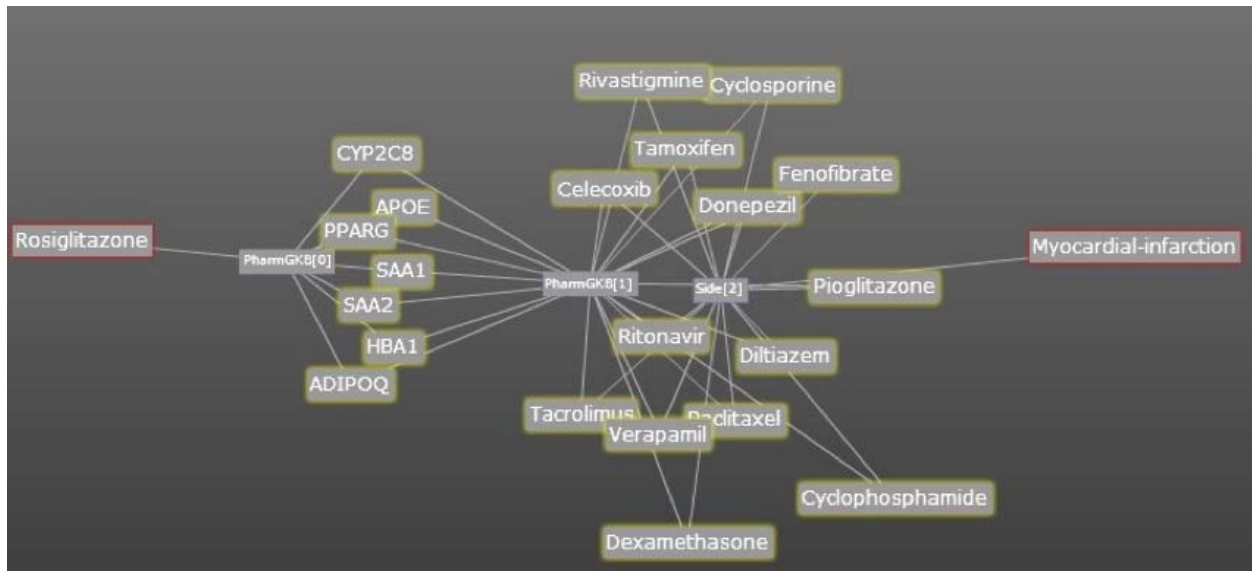 Rivastigmine
Cyclosporine
CYP2C8
Tamoxifen
Celecoxib
Fenofibrate
APOE
Donepezil
PPARG
Rosiglitazone
Myocardial-infarction
PharmGKB[0]
SAA1
PharmGKB[1]
Side[2]
Pioglitazone
SAA2
Ritonavir
HBA1
Diltiazem
ADIPOQ
Tacrolimus
Paclitaxel
Verapamil
Cyclophosphamide
Dexamethasone